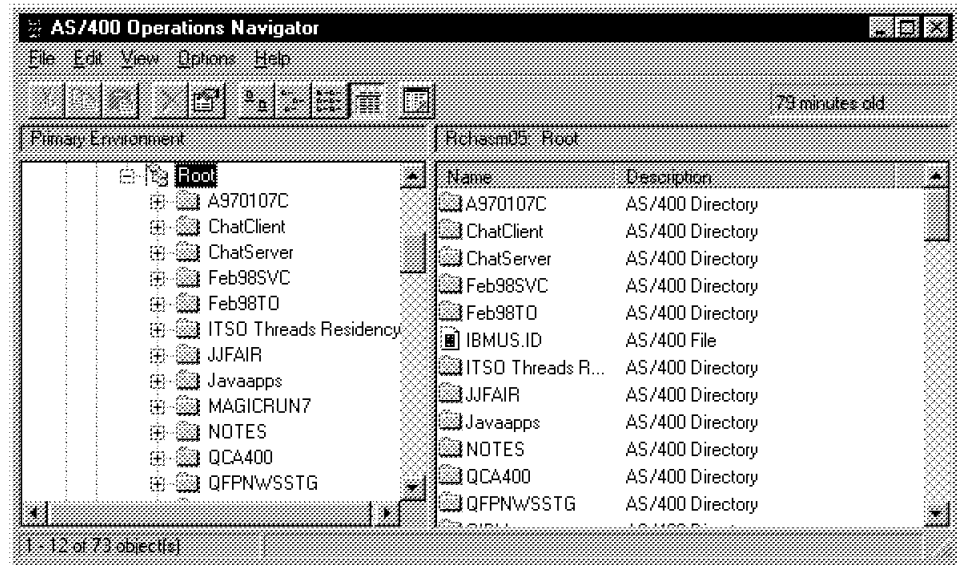 AS/400 Operations Navigator
File Edit View Options Help
79 minutes old
Primary Environment
Rchasm05: Root
Root
A970107C
ChatClient
ChatServer
Feb98SVC
Feb98TO
ITSO Threads Residency
JJFAIR
Javaapps
MAGICRUN7
NOTES
QCA400
QFPNWSSTG
Name Description
A970107C AS/400 Directory
ChatClient AS/400 Directory
ChatServer AS/400 Directory
Feb98SVC AS/400 Directory
Feb98TO AS/400 Directory
IBMUS.ID AS/400 File
ITSO Threads R... AS/400 Directory
JJFAIR AS/400 Directory
Javaapps AS/400 Directory
NOTES AS/400 Directory
QCA400 AS/400 Directory
QFPNWSSTG AS/400 Directory
1 - 12 of 73 object(s)